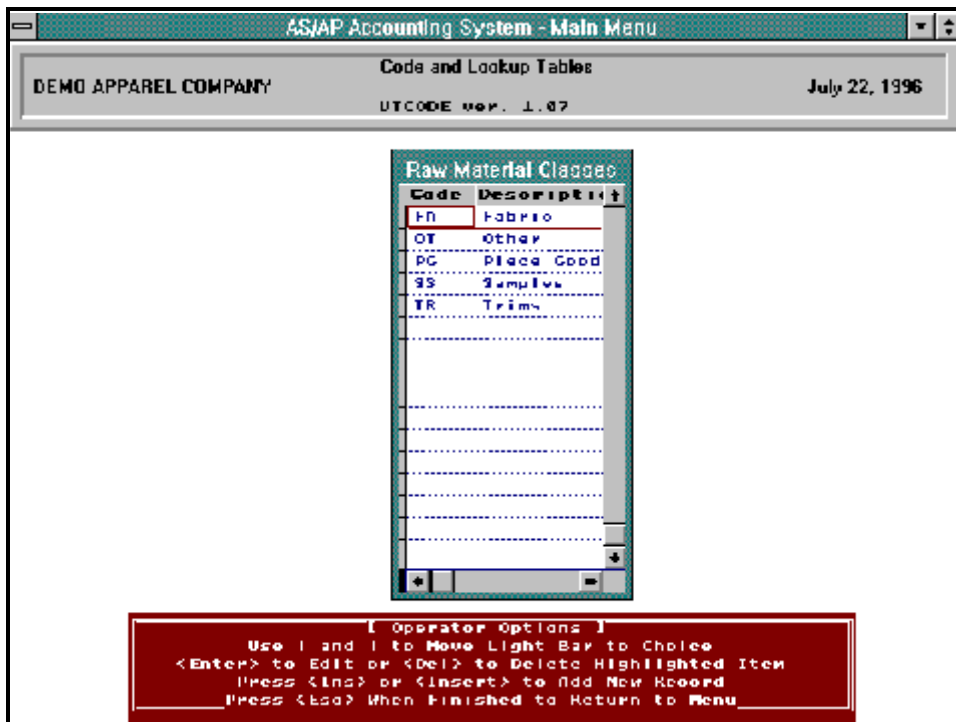 AS/AP Accounting System - Main Menu
Code and Lookup Tables
DEMO APPAREL COMPANY
July 22, 1996
UTCODE ver. 1.07
Raw Material Classes
Code Descripti
Fabric
OT Other
PG Piece Good
SS Samples
TR Trims
[ Operator Options ]
Use and to Move Light Bar to Choice
<Enter> to Edit or <Del> to Delete Highlighted Item
Press <Ins> or <Insert> to Add New Record
Press <Esc> When Finished to Return to Menu